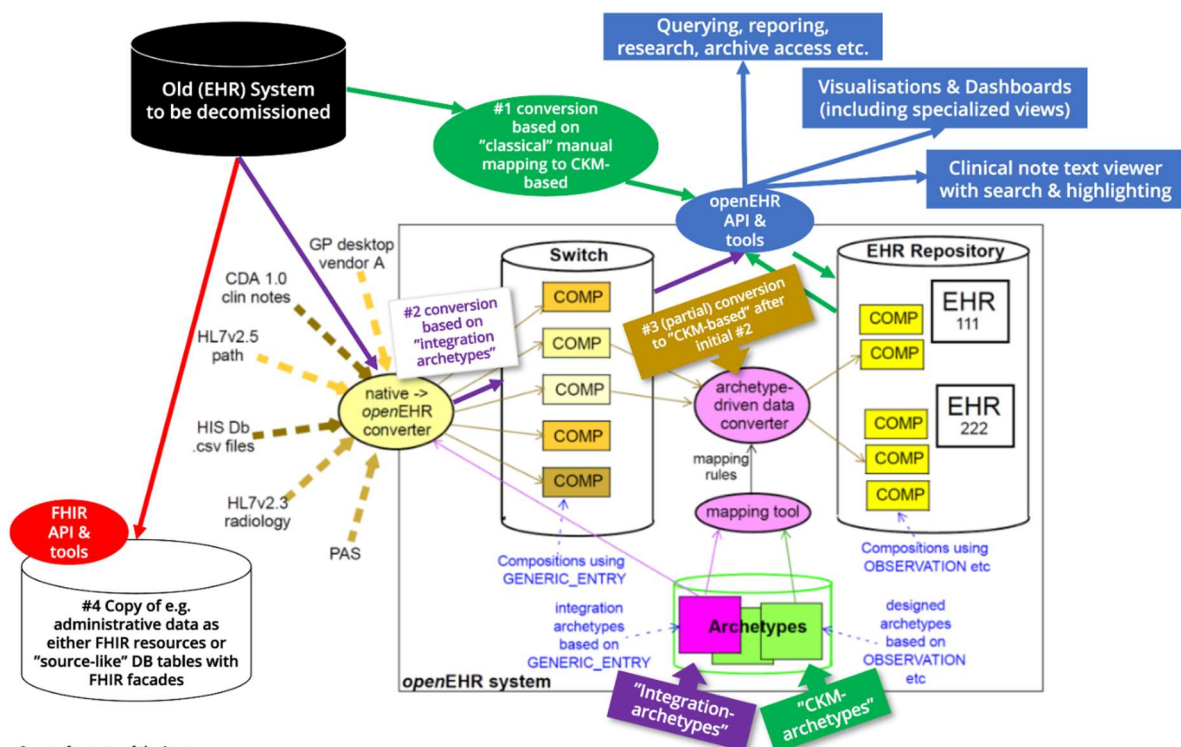 Querying, reporting,
research, archive access etc.
Old (EHR) System
to be decomissioned
Visualisations & Dashboards
(including specialized views)
#1 conversion
based on
”classical” manual
mapping to CKM-
based
Clinical note text viewer
with search & highlighting
openEHR
API &
tools
GP desktop
vendor A
CDA 1.0
clin notes
HL7v2.5
path
HIS Db
.csv files
HL7v2.3
radiology
PAS
#2 conversion
based on
”integration
archetypes”
native ->
openEHR
converter
Switch
COMP
COMP
COMP
COMP
COMP
#3 (partial) conversion
to ”CKM-based” after
initial #2
archetype-
driven data
converter
mapping
rules
mapping tool
EHR Repository
COMP
COMP
EHR
111
EHR
222
COMP
COMP
COMP
Compositions using
GENERIC_ENTRY
Compositions using
OBSERVATION etc
integration
archetypes
based on
GENERIC_ENTRY
Archetypes
designed
archetypes
based on
OBSERVATION
etc
openEHR system
”Integration-
archetypes”
”CKM-
archetypes”
FHIR
API &
tools
#4 Copy of e.g.
administrative data as
either FHIR resources or
”source-like” DB tables with
FHIR facades